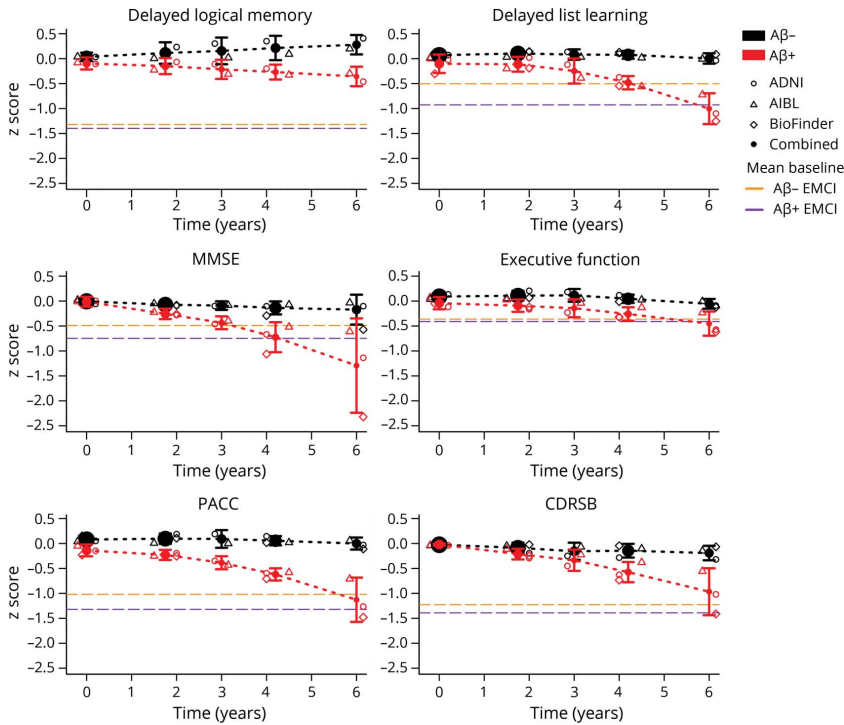 Delayed logical memory
0.5
0.0
−0.5
−1.0
−1.5
−2.0
−2.5
z score
0 1 2 3 4 5 6
Time (years)
Delayed list learning
0.5
0.0
−0.5
−1.0
−1.5
−2.0
−2.5
0 1 2 3 4 5 6
Time (years)
Aβ−
Aβ+
ADNI
AIBL
BioFinder
Combined
Mean baseline
Aβ− EMCI
Aβ+ EMCI
MMSE
0.5
0.0
−0.5
−1.0
−1.5
−2.0
−2.5
z score
0 1 2 3 4 5 6
Time (years)
Executive function
0.5
0.0
−0.5
−1.0
−1.5
−2.0
−2.5
0 1 2 3 4 5 6
Time (years)
PACC
0.5
0.0
−0.5
−1.0
−1.5
−2.0
−2.5
z score
0 1 2 3 4 5 6
Time (years)
CDRSB
0.5
0.0
−0.5
−1.0
−1.5
−2.0
−2.5
0 1 2 3 4 5 6
Time (years)